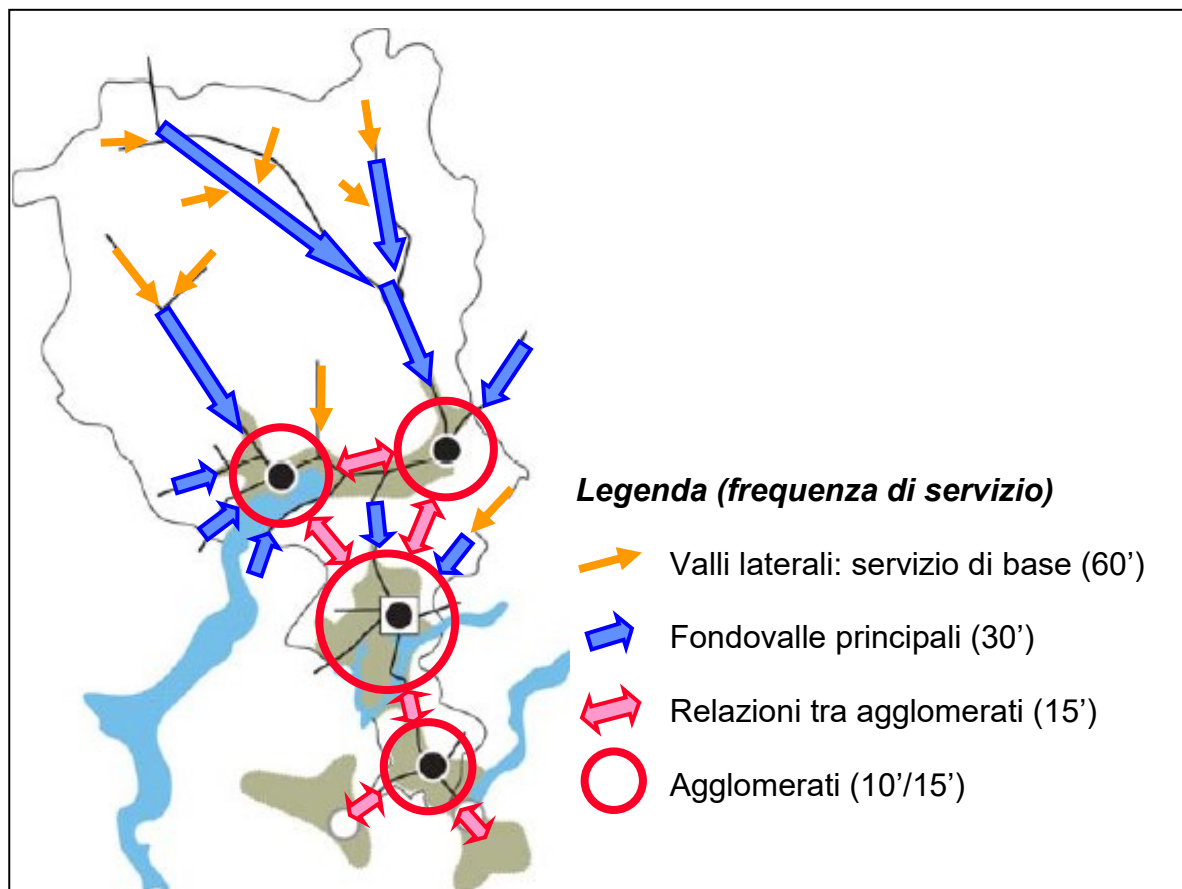 Legenda (frequenza di servizio)
Valli laterali: servizio di base (60’)
Fondovalle principali (30’)
Relazioni tra agglomerati (15’)
Agglomerati (10’/15’)